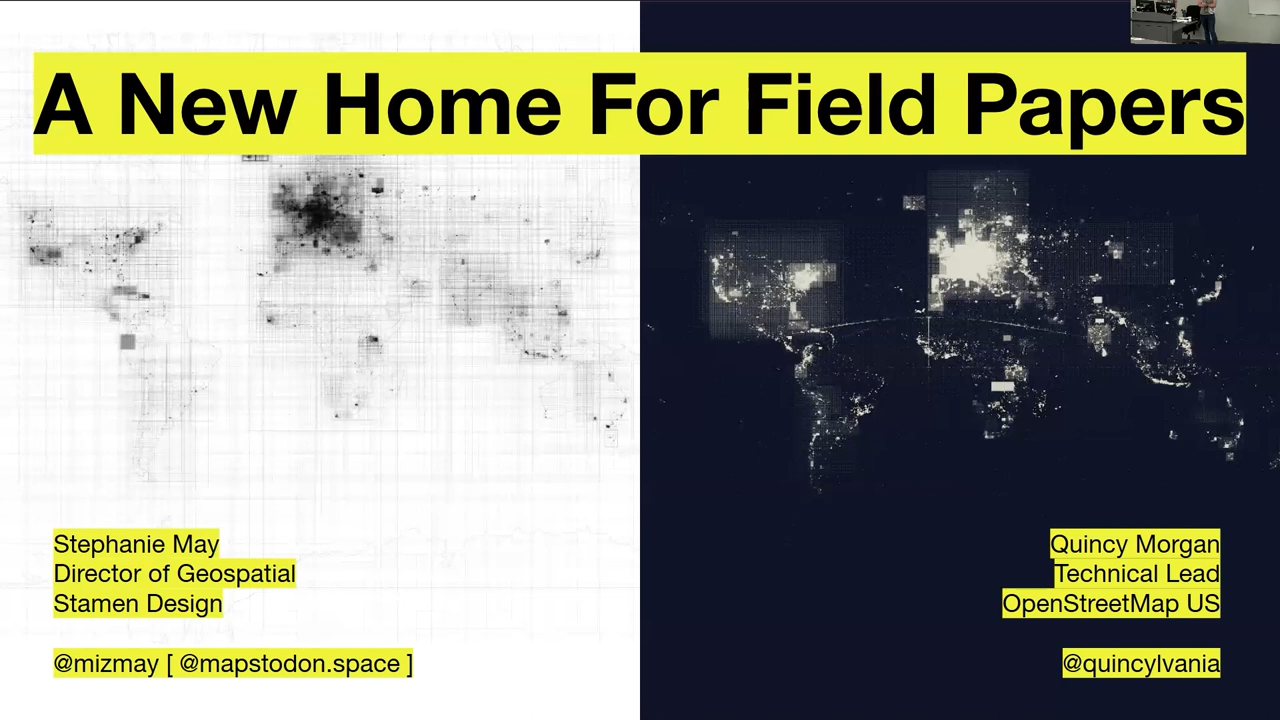 A New Home For Field Papers
Stephanie May
Director of Geospatial
Stamen Design
@mizmay [ @mapstodon.space ]
Quincy Morgan
Technical Lead
OpenStreetMap US
@quincylvania